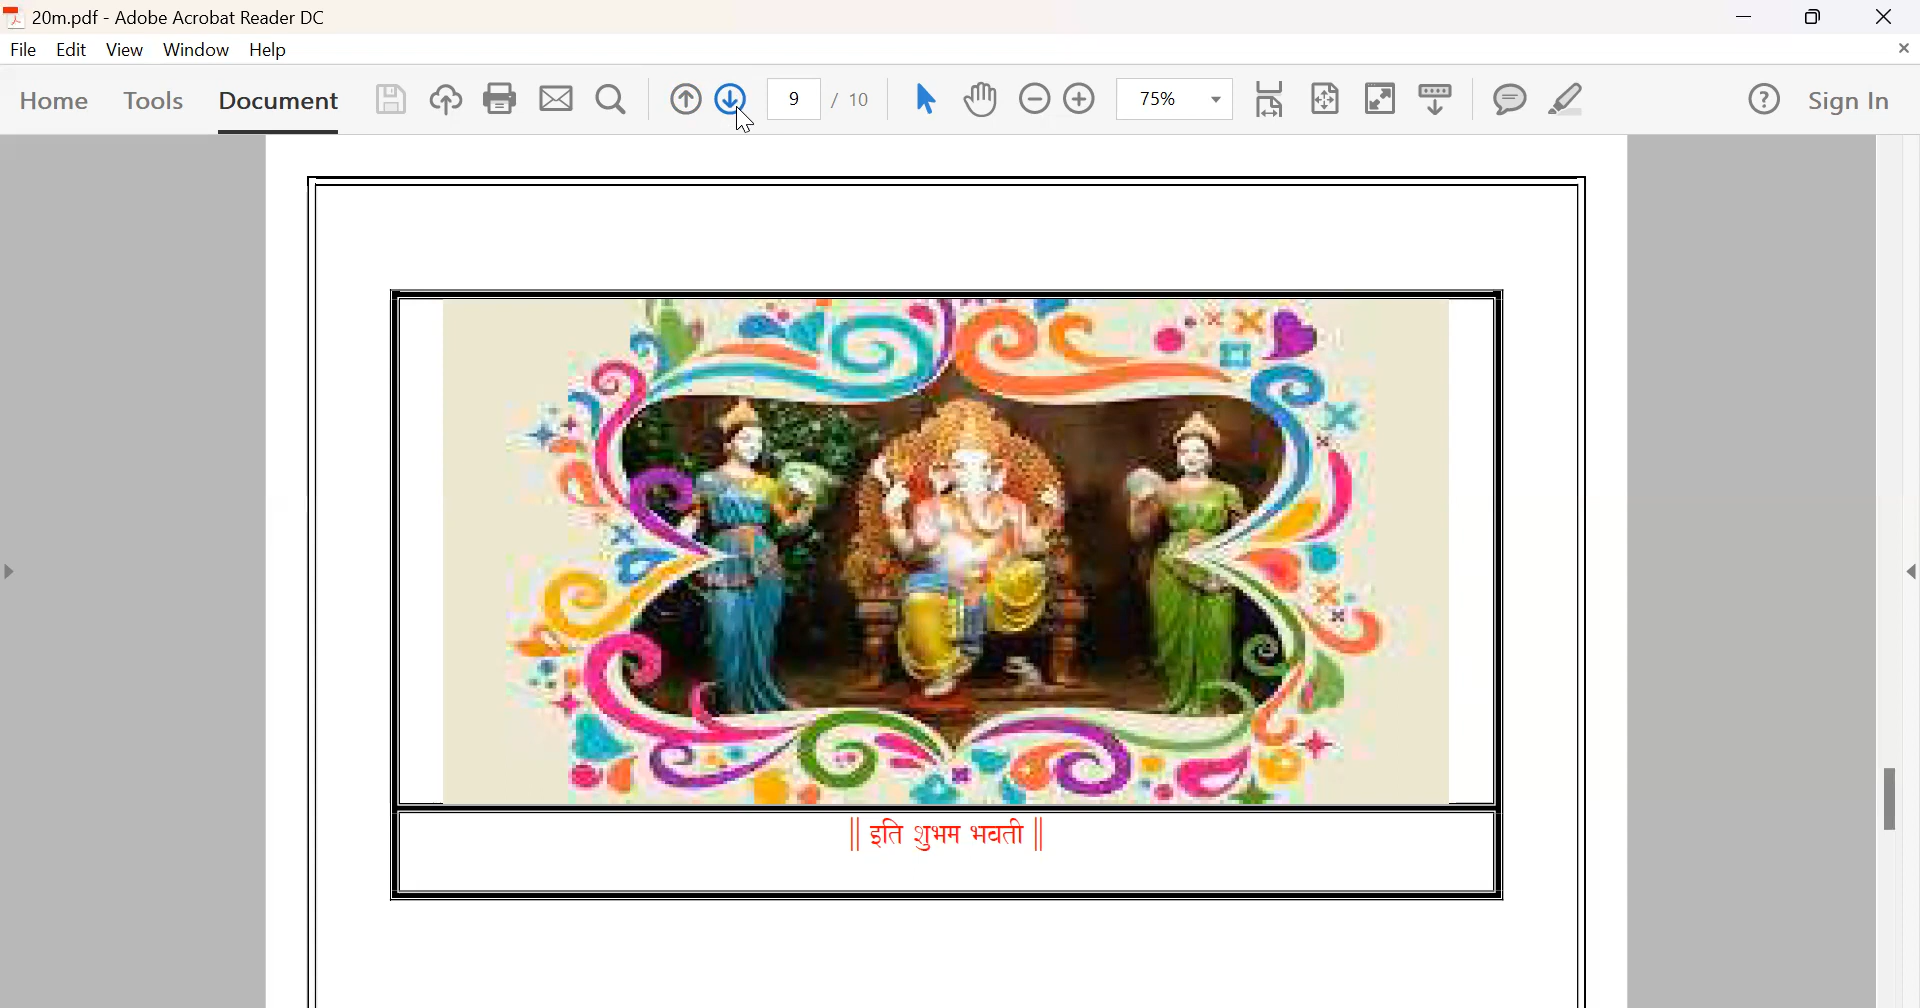 20m.pdf - Adobe Acrobat Reader DC
File Edit View Window Help
Home Tools Document 9 / 10 75% Sign In
|| इति शुभम भवती ||